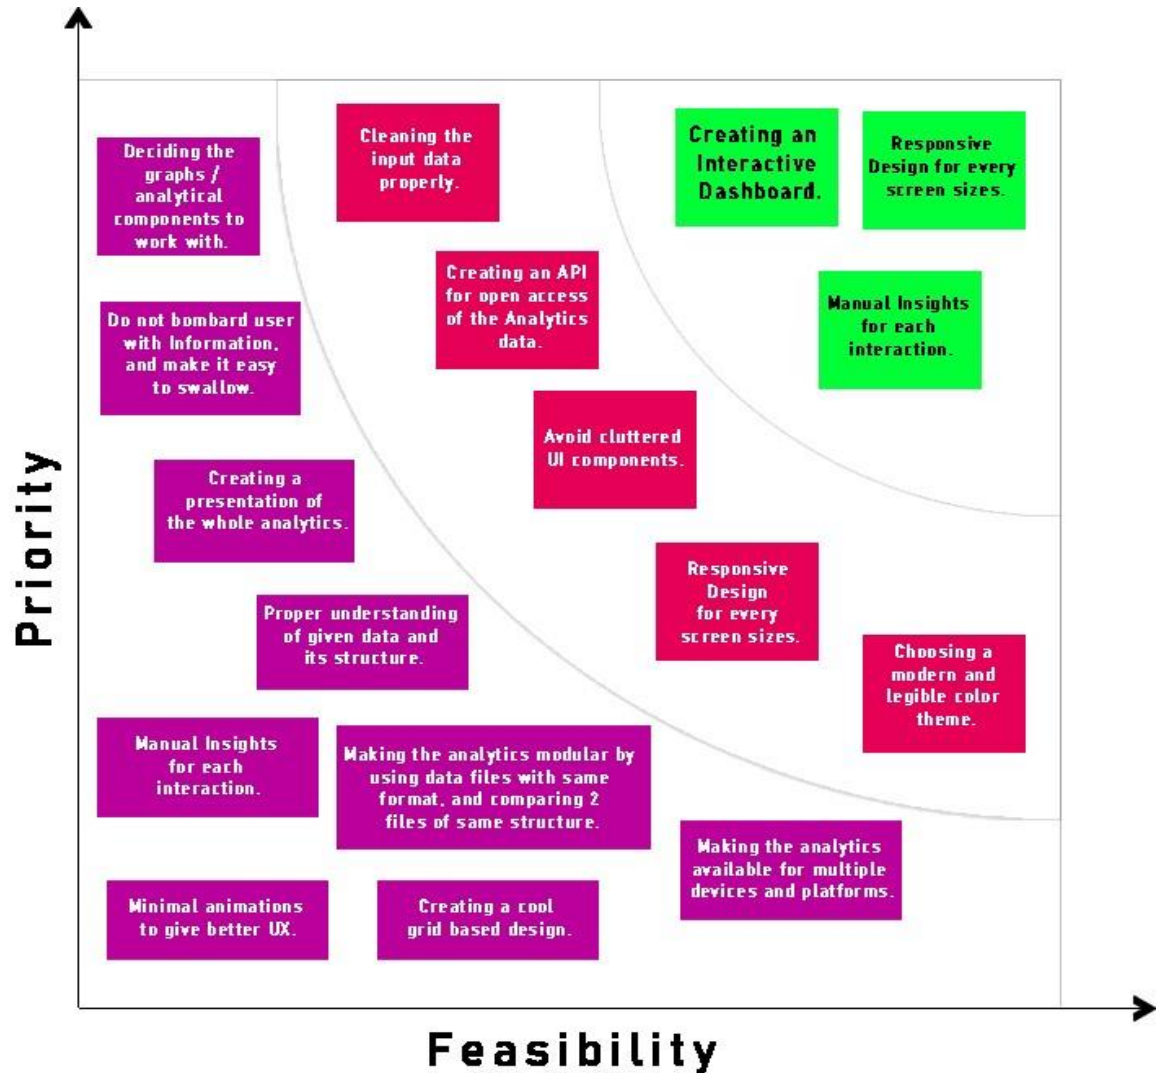 Deciding the
graphs /
analytical
components to
work with.
Cleaning the
input data
properly.
Creating an
Interactive
Dashboard.
Responsive
Design for every
screen sizes.
Creating an API
for open access
of the Analytics
data.
Manual Insights
for each
interaction.
Do not bombard user
with Information,
and make it easy
to swallow.
Avoid cluttered
UI components.
Creating a
presentation of
the whole analytics.
Responsive
Design
for every
screen sizes.
Proper understanding
of given data and
its structure.
Choosing a
modern and
legible color
theme.
Manual Insights
for each
interaction.
Making the analytics modular by
using data files with same
format, and comparing 2
files of same structure.
Making the analytics
available for multiple
devices and platforms.
Minimal animations
to give better UX.
Creating a cool
grid based design.
Priority
Feasibility